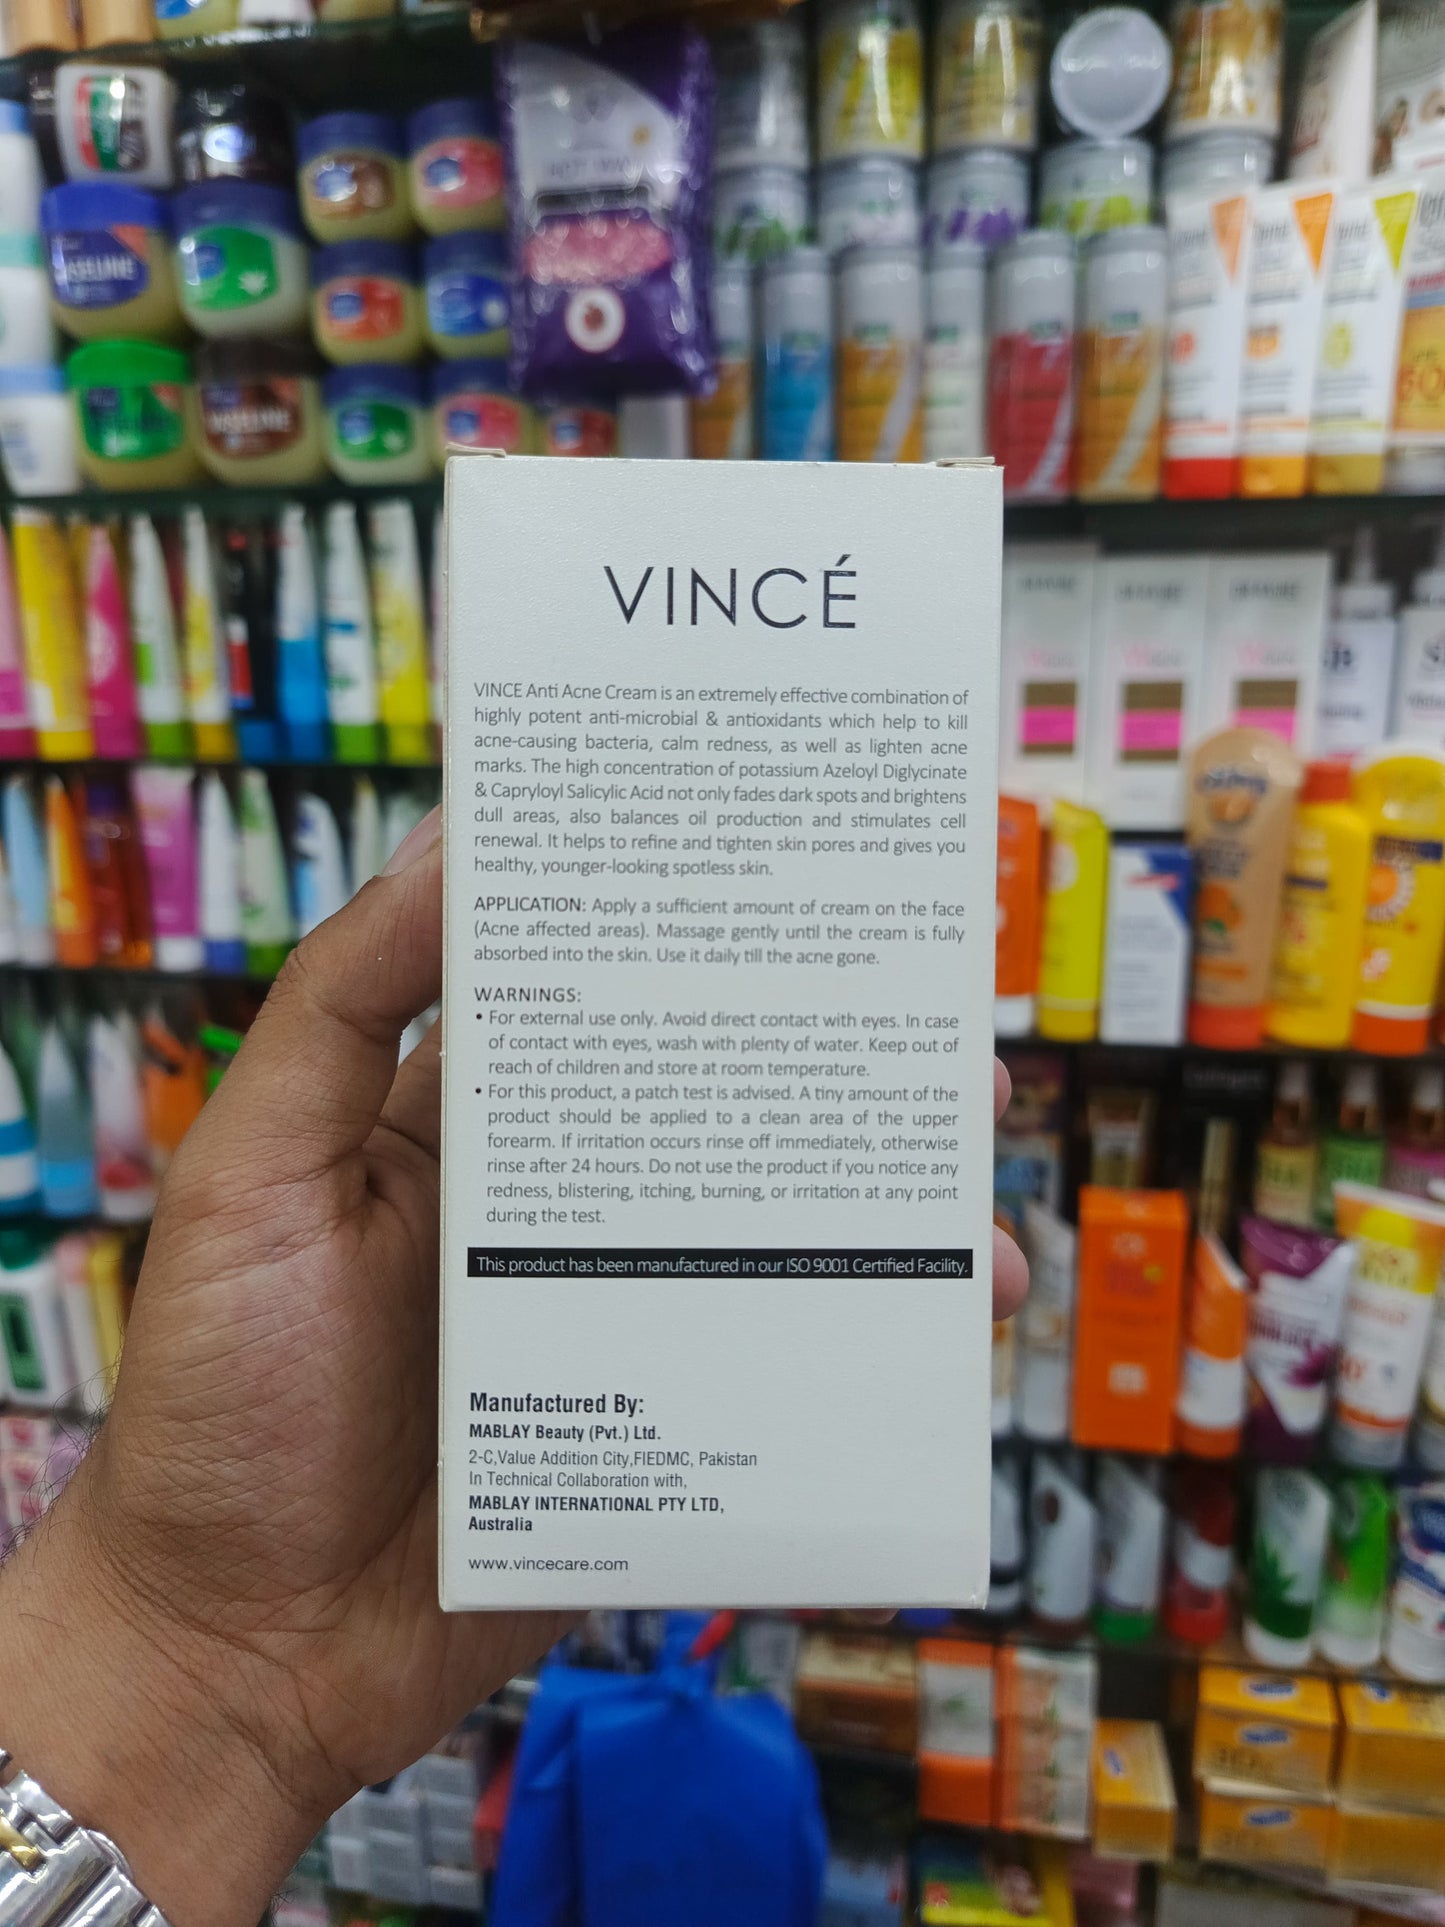 VINCÉ
VINCE Anti Acne Cream is an extremely effective combination of
highly potent anti-microbial & antioxidants which help to kill
acne-causing bacteria, calm redness, as well as lighten acne
marks. The high concentration of potassium Azeloyl Diglycinate
& Capryloyl Salicylic Acid not only fades dark spots and brightens
dull areas, also balances oil production and stimulates cell
renewal. It helps to refine and tighten skin pores and gives you
healthy, younger-looking spotless skin.
APPLICATION: Apply a sufficient amount of cream on the face
(Acne affected areas). Massage gently until the cream is fully
absorbed into the skin. Use it daily till the acne gone.
WARNINGS:
• For external use only. Avoid direct contact with eyes. In case
of contact with eyes, wash with plenty of water. Keep out of
reach of children and store at room temperature.
• For this product, a patch test is advised. A tiny amount of the
product should be applied to a clean area of the upper
forearm. If irritation occurs rinse off immediately, otherwise
rinse after 24 hours. Do not use the product if you notice any
redness, blistering, itching, burning, or irritation at any point
during the test.
This product has been manufactured in our ISO 9001 Certified Facility.
Manufactured By:
MABLAY Beauty (Pvt.) Ltd.
2-C,Value Addition City,FIEDMC, Pakistan
In Technical Collaboration with,
MABLAY INTERNATIONAL PTY LTD,
Australia
www.vincecare.com